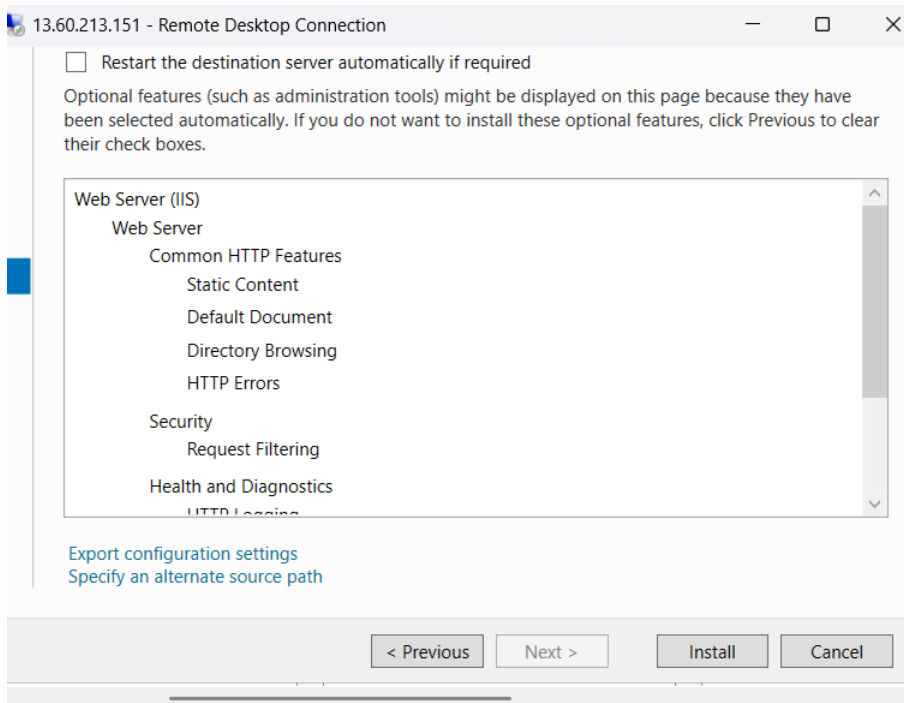 13.60.213.151 - Remote Desktop Connection
Restart the destination server automatically if required
Optional features (such as administration tools) might be displayed on this page because they have
been selected automatically. If you do not want to install these optional features, click Previous to clear
their check boxes.
Web Server (IIS)
Web Server
Common HTTP Features
Static Content
Default Document
Directory Browsing
HTTP Errors
Security
Request Filtering
Health and Diagnostics
HTTP Logging
Export configuration settings
Specify an alternate source path
< Previous
Next >
Install
Cancel